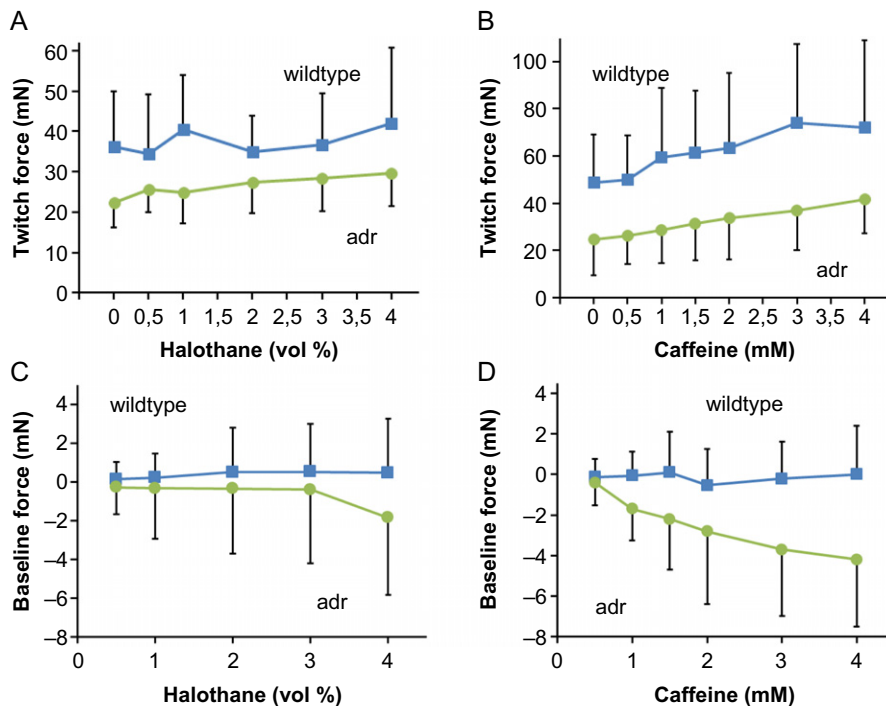 A
Twitch force (mN)
60
50
40
30
20
10
0
wildtype
adr
0 0,5 1 1,5 2 2,5 3 3,5 4
Halothane (vol %)
B
Twitch force (mN)
100
80
60
40
20
0
wildtype
adr
0 0,5 1 1,5 2 2,5 3 3,5 4
Caffeine (mM)
C
Baseline force (mN)
4
2
0
–2
–4
–6
–8
wildtype
adr
0 1 2 3 4
Halothane (vol %)
D
Baseline force (mN)
4
2
0
–2
–4
–6
–8
wildtype
adr
0 1 2 3 4
Caffeine (mM)